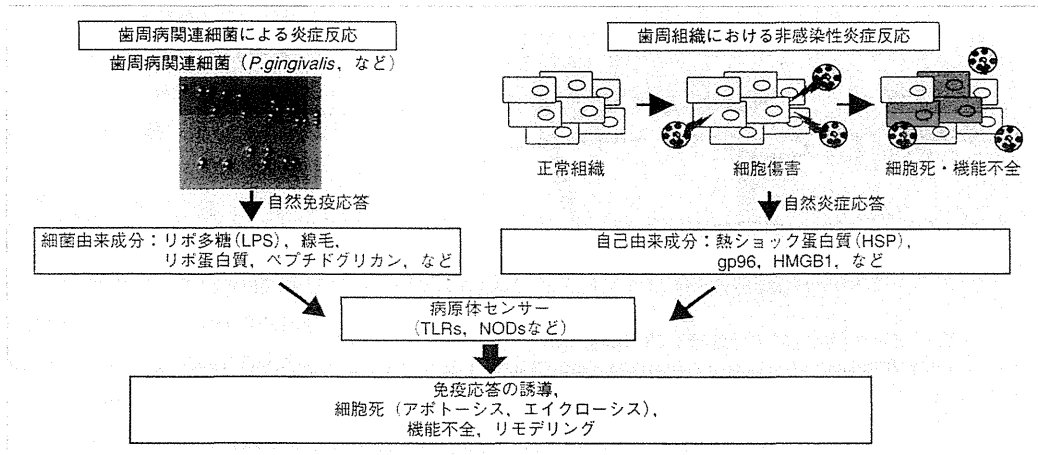 歯周病関連細菌による炎症反応
歯周病関連細菌（P.gingivalis，など）
自然免疫応答
細菌由来成分：リポ多糖(LPS)，線毛，
リポ蛋白質，ペプチドグリカン，など
歯周組織における非感染性炎症反応
正常組織
細胞傷害
細胞死・機能不全
自然炎症応答
自己由来成分：熱ショック蛋白質(HSP)，
gp96，HMGB1，など
病原体センサー
（TLRs，NODsなど）
免疫応答の誘導，
細胞死（アポトーシス，エイクローシス），
機能不全，リモデリング